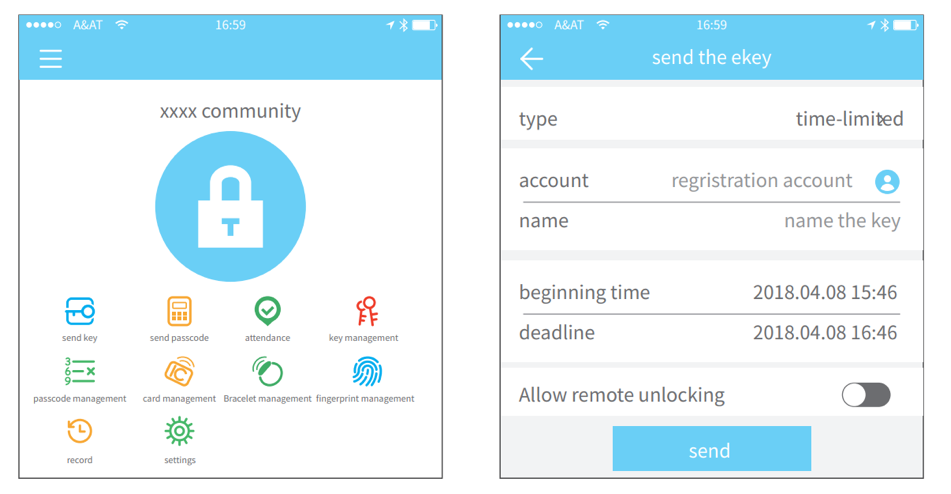 A&AT 16:59
xxxx community
send key send passcode attendance key management
passcode management card management Bracelet management fingerprint management
record settings
A&AT 16:59
send the ekey
type time-limited
account regristration account
name name the key
beginning time 2018.04.08 15:46
deadline 2018.04.08 16:46
Allow remote unlocking
send